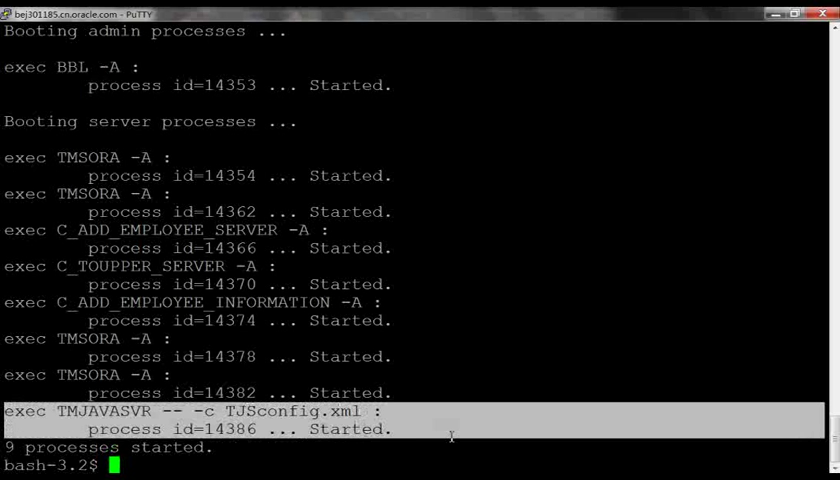 bej301185.cn.oracle.com - PuTTY
Booting admin processes ...
exec BBL -A :
process id=14353 ... Started.
Booting server processes ...
exec TMSORA -A :
process id=14354 ... Started.
exec TMSORA -A :
process id=14362 ... Started.
exec C_ADD_EMPLOYEE_SERVER -A :
process id=14366 ... Started.
exec C_TOUPPER_SERVER -A :
process id=14370 ... Started.
exec C_ADD_EMPLOYEE_INFORMATION -A :
process id=14374 ... Started.
exec TMSORA -A :
process id=14378 ... Started.
exec TMSORA -A :
process id=14382 ... Started.
exec TMJAVASVR -- -c TJSconfig.xml :
process id=14386 ... Started.
9 processes started.
bash-3.2$